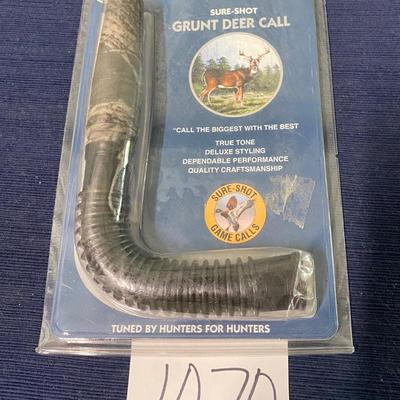 SURE-SHOT
GRUNT DEER CALL
"CALL THE BIGGEST WITH THE BEST
TRUE TONE
DELUXE STYLING
DEPENDABLE PERFORMANCE
QUALITY CRAFTSMANSHIP
SURE-SHOT
GAME CALLS
TUNED BY HUNTERS FOR HUNTERS
1070